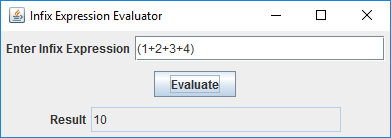 Infix Expression Evaluator
Enter Infix Expression (1+2+3+4)
Evaluate
Result 10